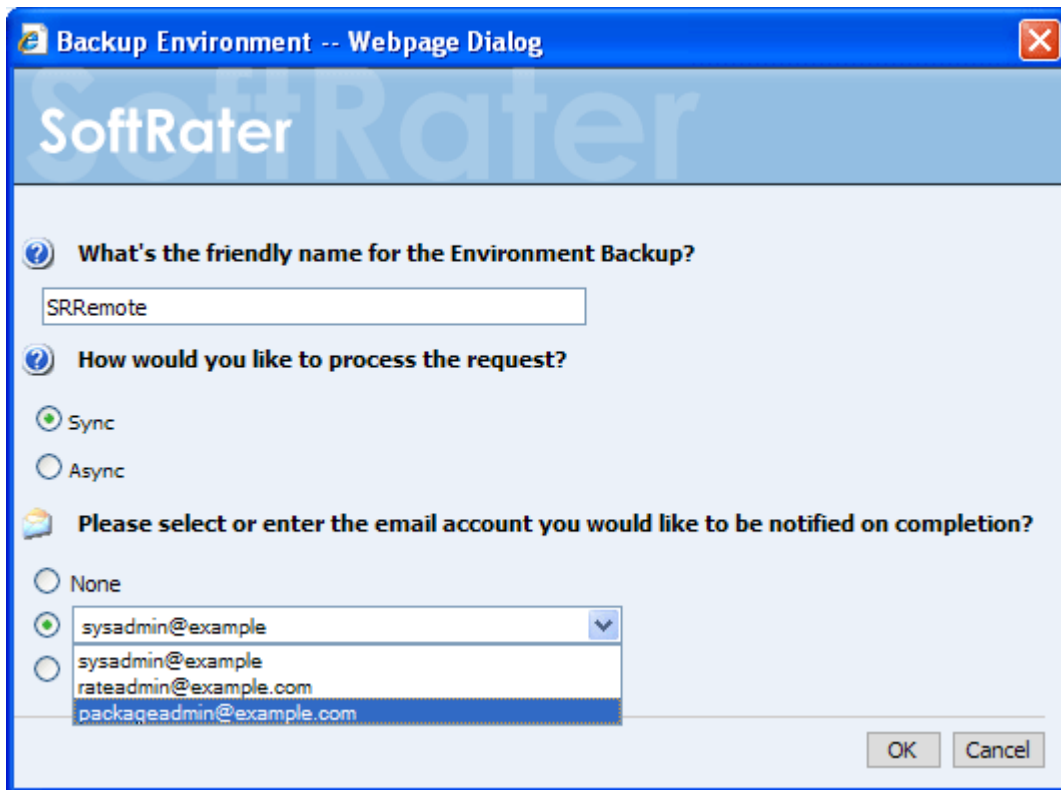 Backup Environment -- Webpage Dialog
SoftRater
SoftRater
What's the friendly name for the Environment Backup?
SRRemote
How would you like to process the request?
Sync
Async
Please select or enter the email account you would like to be notified on completion?
None
sysadmin@example
sysadmin@example
rateadmin@example.com
packageadmin@example.com
OK Cancel